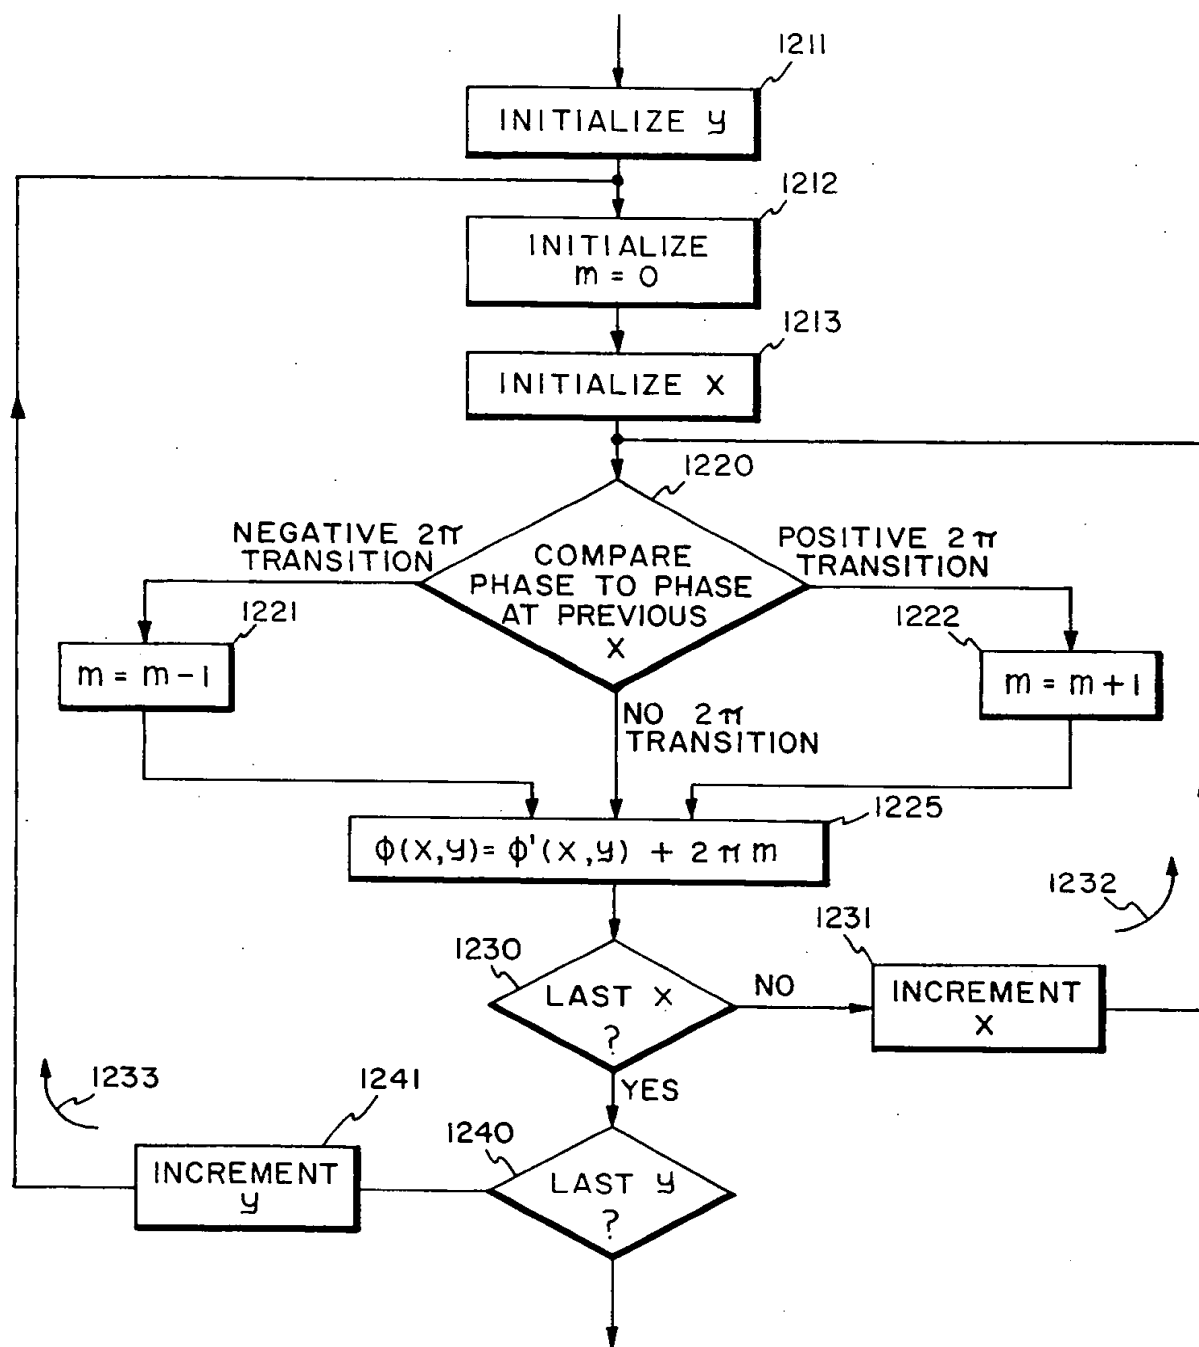 1211
INITIALIZE y
1212
INITIALIZE
m = 0
1213
INITIALIZE X
1220
NEGATIVE 2π
TRANSITION
COMPARE
PHASE TO PHASE
AT PREVIOUS
X
POSITIVE 2π
TRANSITION
1221
m = m - 1
1222
m = m + 1
NO 2π
TRANSITION
1225
ϕ(X,y)= ϕ'(X,y) + 2πm
1230
LAST X
?
NO
1231
INCREMENT
X
1232
YES
1233
1241
INCREMENT
y
1240
LAST y
?